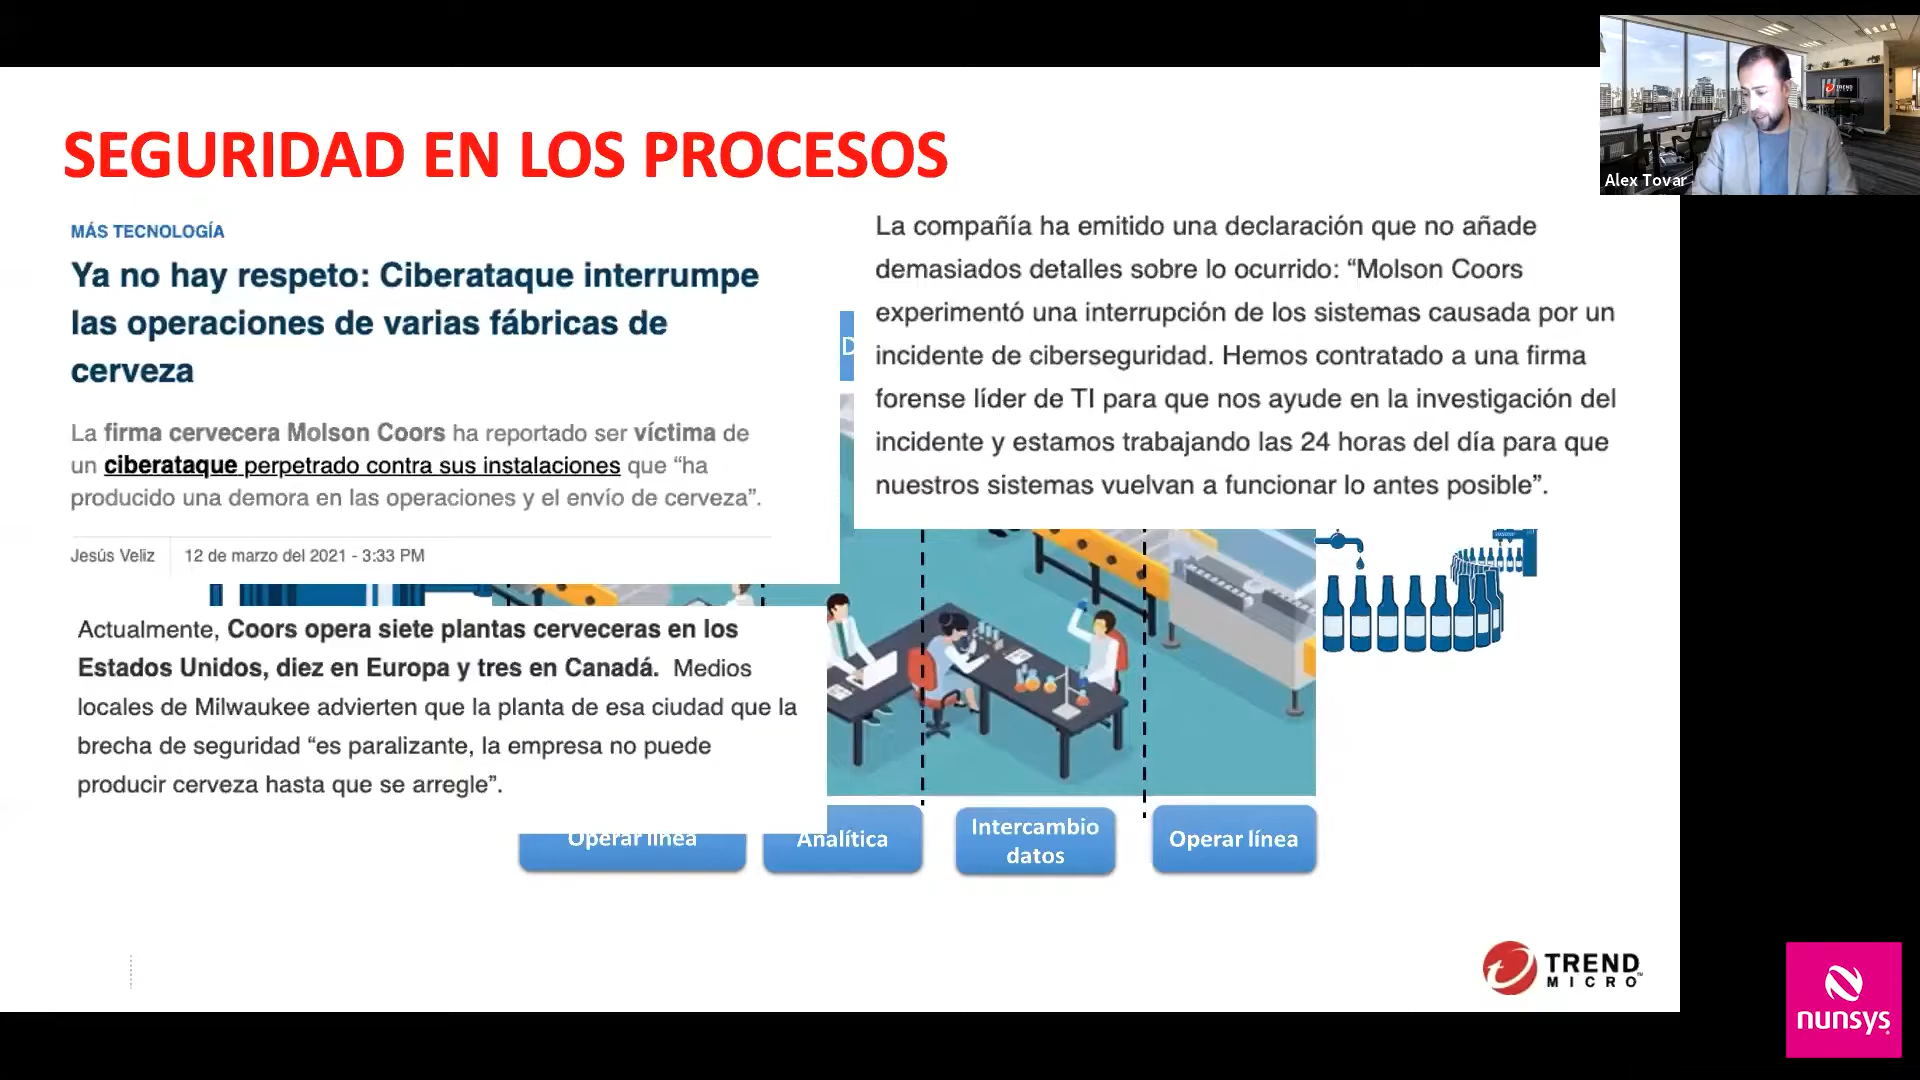 SEGURIDAD EN LOS PROCESOS
MÁS TECNOLOGÍA
Ya no hay respeto: Ciberataque interrumpe
las operaciones de varias fábricas de
cerveza
La firma cervecera Molson Coors ha reportado ser víctima de
un ciberataque perpetrado contra sus instalaciones que “ha
producido una demora en las operaciones y el envío de cerveza”.
Jesús Veliz 12 de marzo del 2021 - 3:33 PM
La compañía ha emitido una declaración que no añade
demasiados detalles sobre lo ocurrido: “Molson Coors
experimentó una interrupción de los sistemas causada por un
incidente de ciberseguridad. Hemos contratado a una firma
forense líder de TI para que nos ayude en la investigación del
incidente y estamos trabajando las 24 horas del día para que
nuestros sistemas vuelvan a funcionar lo antes posible”.
Actualmente, Coors opera siete plantas cerveceras en los
Estados Unidos, diez en Europa y tres en Canadá. Medios
locales de Milwaukee advierten que la planta de esa ciudad que la
brecha de seguridad “es paralizante, la empresa no puede
producir cerveza hasta que se arregle”.
Operar línea
Analítica
Intercambio
datos
Operar línea
TREND
MICRO
Alex Tovar
TREND
nunsys